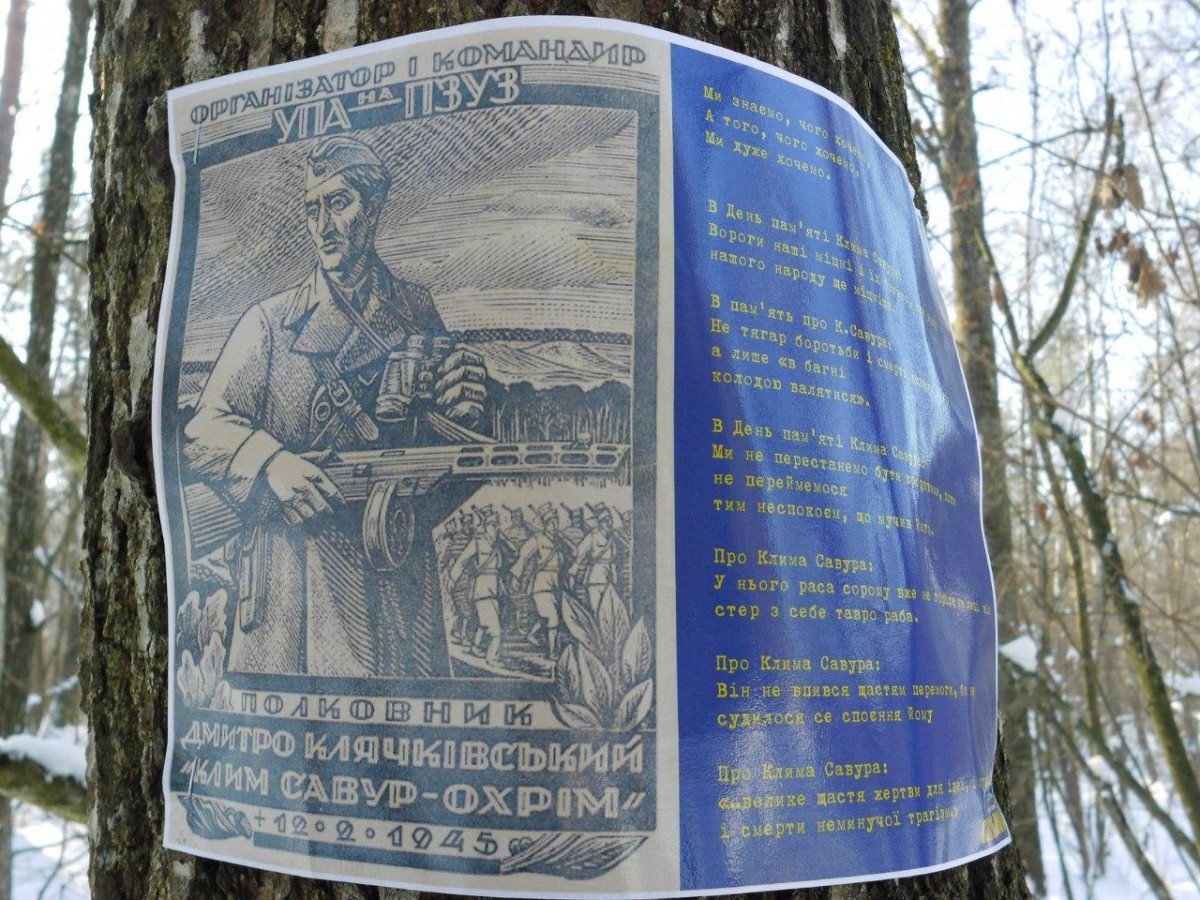 ОРГАНІЗАТОР І КОМАНДИР
УПА НА ПЗУЗ
ПОЛКОВНИК
ДМИТРО КЛЯЧКІВСЬКИЙ
"КЛИМ САВУР-ОХРІМ"
+12·2·1945
Ми знаємо, чого хочемо,
А того, чого хочемо,
Ми дуже хочемо.
В День пам'яті Клима Савура:
Вороги наші міцні і їх
нашого народу ще міцніші.
В пам'ять про К.Савура:
Не тягар боротьби і смерті
а лише «в багні
колодою валятися».
В День пам'яті Клима Савура:
Ми не перестанемо бути
не переймемося
тим неспокоєм, що мучив його.
Про Клима Савура:
У нього раса сорому вже не
стер з себе тавро раба.
Про Клима Савура:
Він не впився щастям перемоги, бо не
судилося се споєння йому
Про Клима Савура:
««велике щастя жертви для ідеї,
і смерти неминучої трагізм»